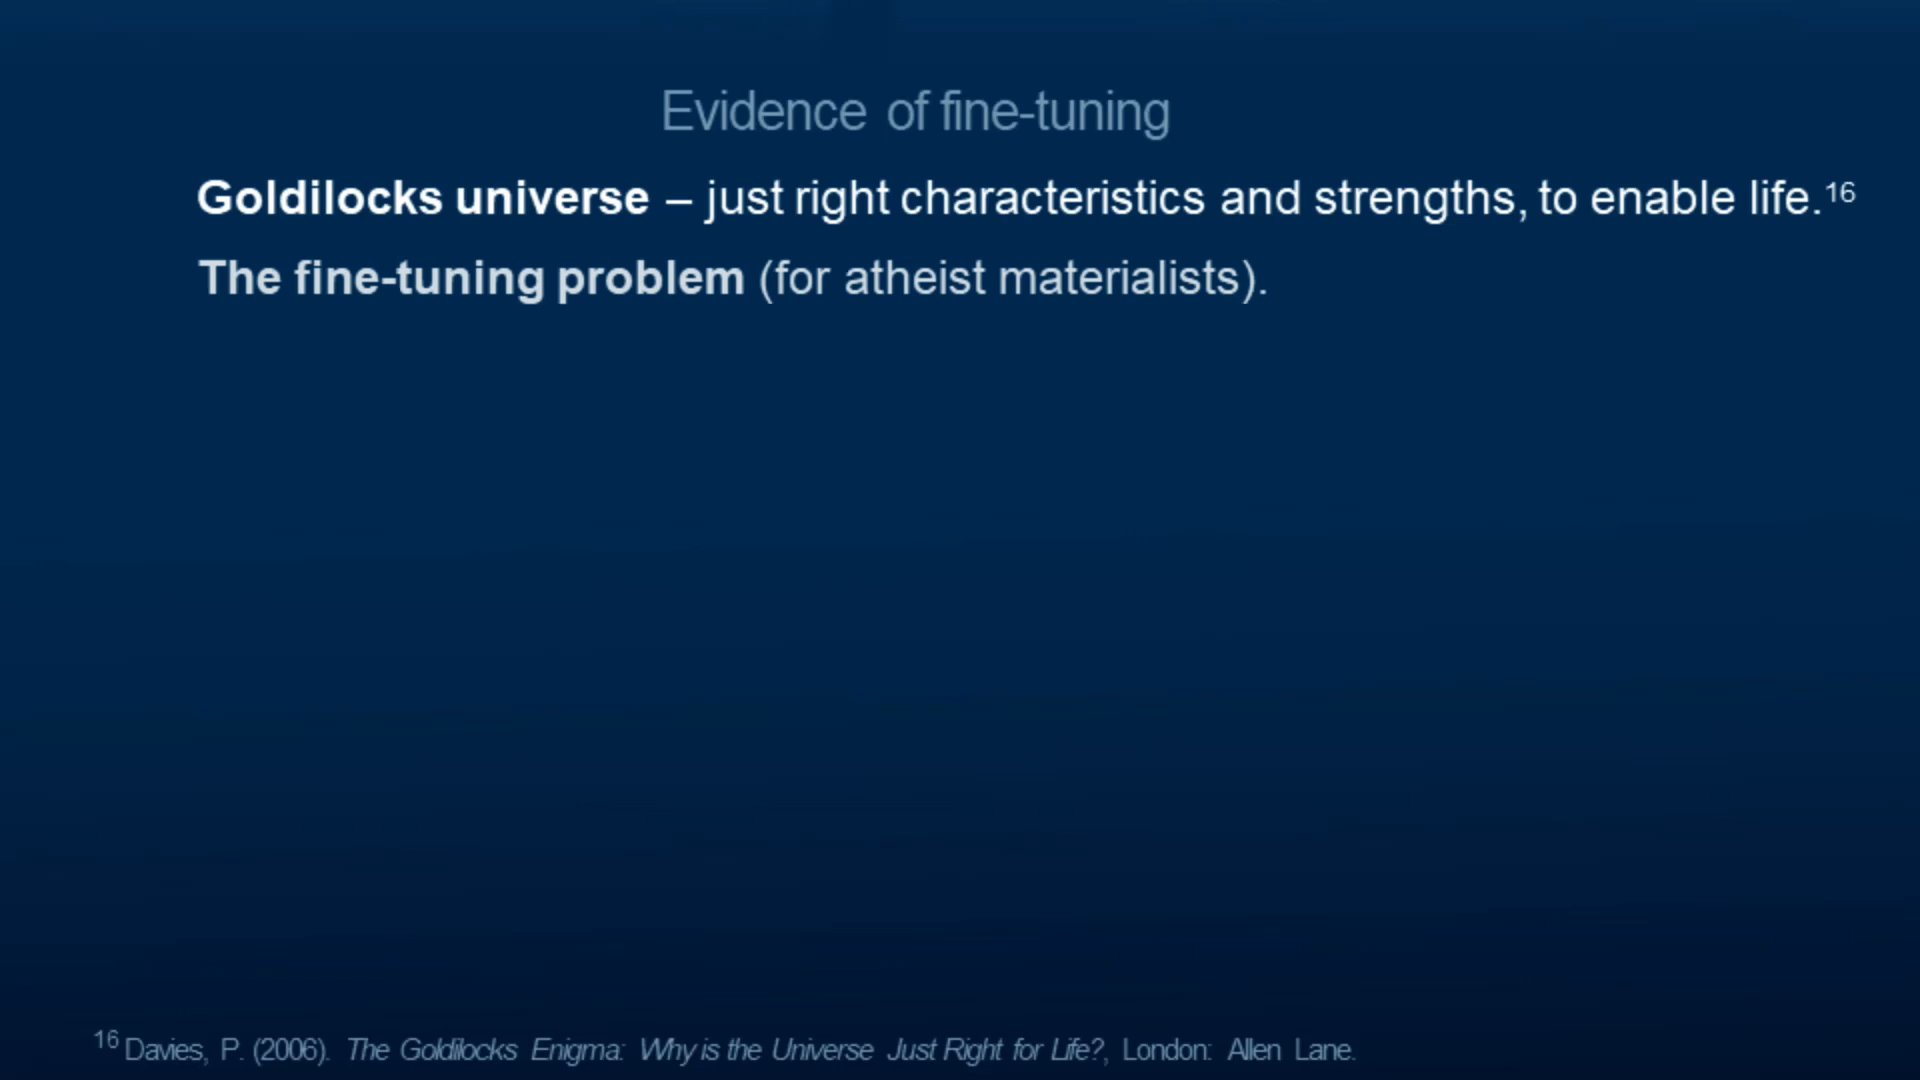 Evidence of fine-tuning
Goldilocks universe – just right characteristics and strengths, to enable life.16
The fine-tuning problem (for atheist materialists).
16 Davies, P. (2006). The Goldilocks Enigma: Why is the Universe Just Right for Life?, London: Allen Lane.